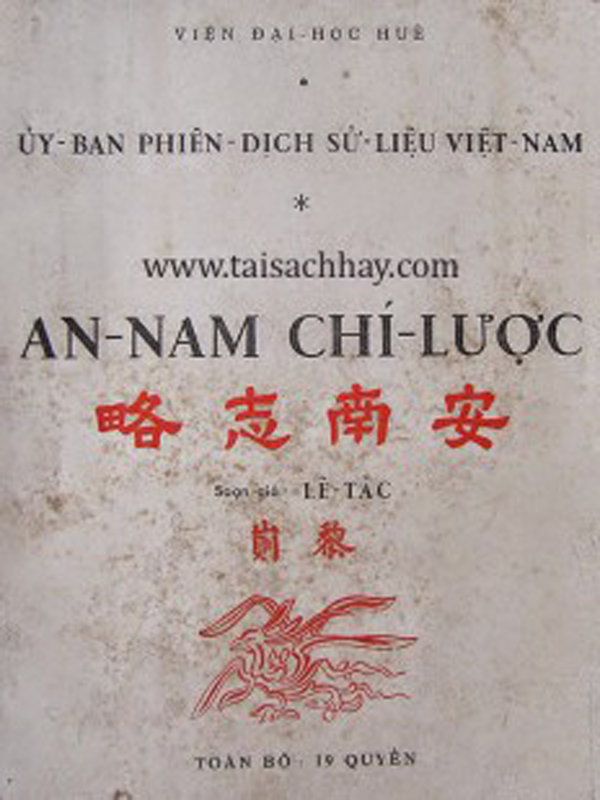 VIỆN ĐẠI-HỌC HUẾ
ỦY-BAN PHIÊN-DỊCH SỬ-LIỆU VIỆT-NAM
*
www.taisachhay.com
AN-NAM CHÍ-LƯỢC
安南志略
Soạn-giả: LÊ-TẮC
黎崱
TOÀN BỘ : 19 QUYỂN